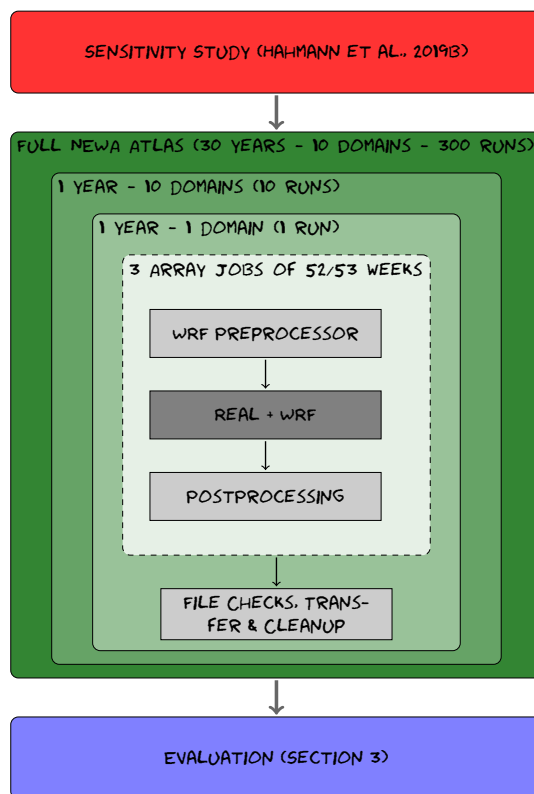 SENSITIVITY STUDY (HAHMANN ET AL., 2019B)
FULL NEWA ATLAS (30 YEARS - 10 DOMAINS - 300 RUNS)
1 YEAR - 10 DOMAINS (10 RUNS)
1 YEAR - 1 DOMAIN (1 RUN)
3 ARRAY JOBS OF 52/53 WEEKS
WRF PREPROCESSOR
REAL + WRF
POSTPROCESSING
FILE CHECKS, TRANS-
FER & CLEANUP
EVALUATION (SECTION 3)